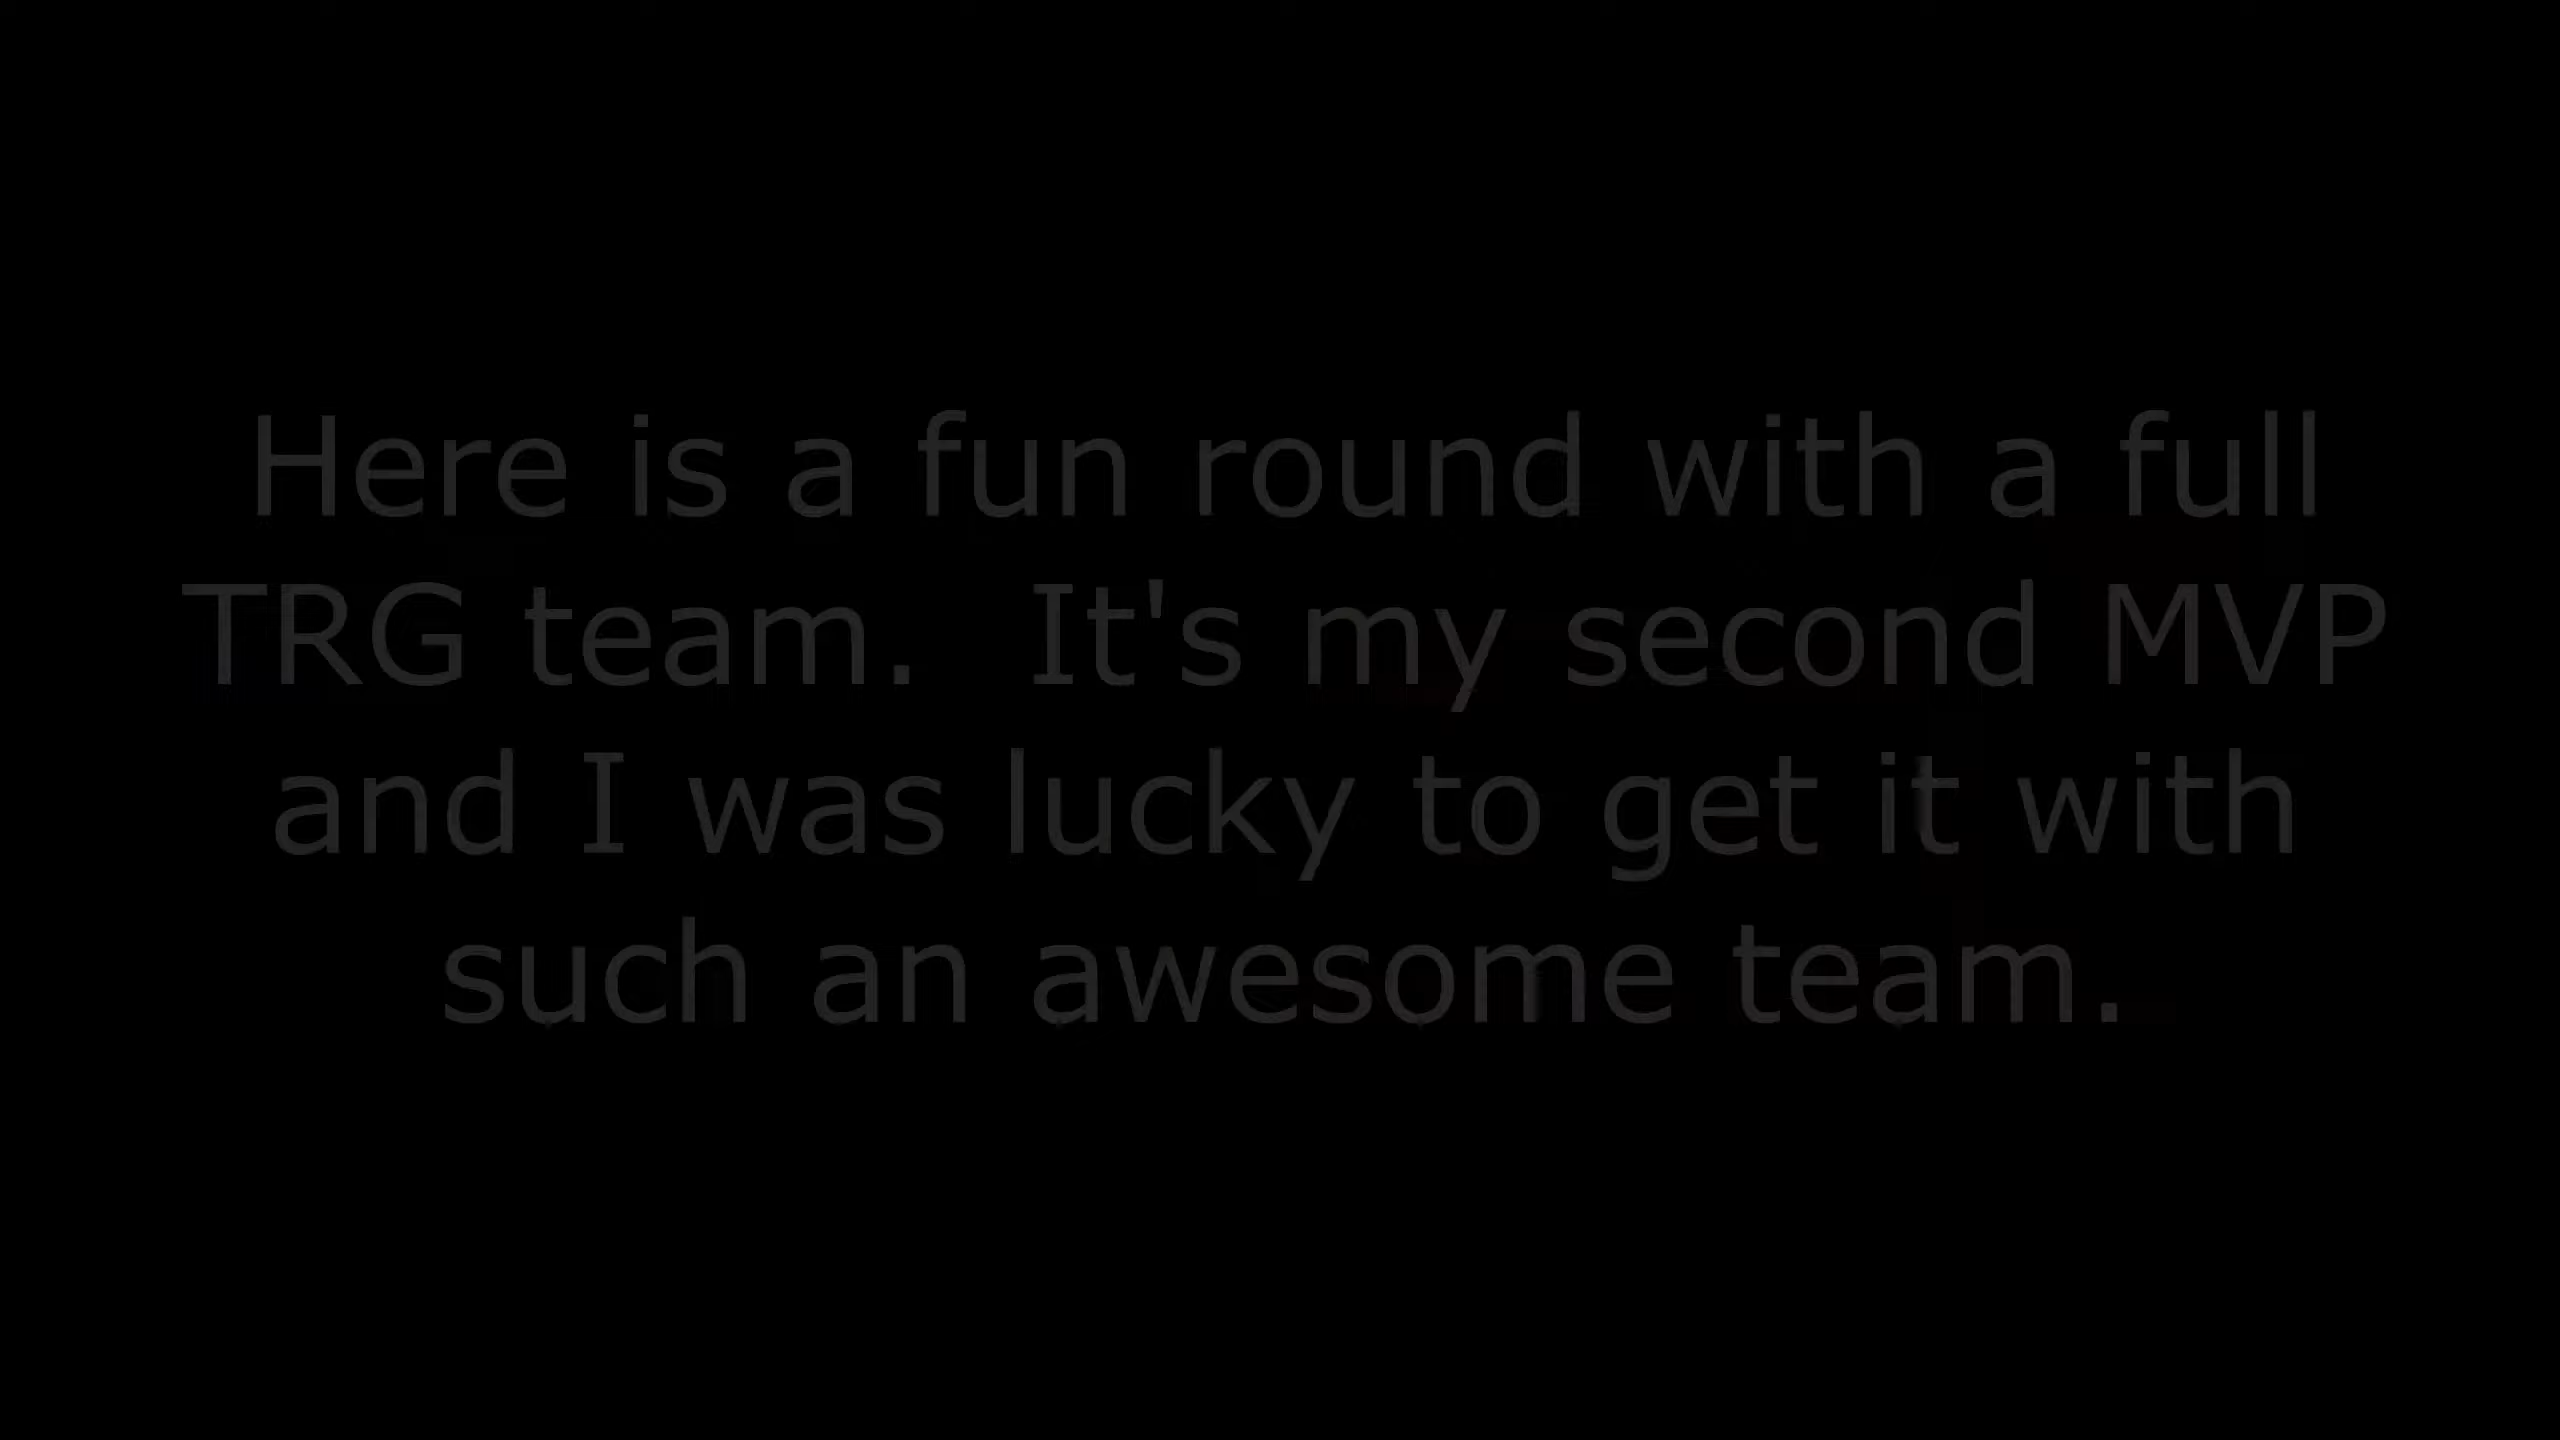 Here is a fun round with a full
TRG team.  It's my second MVP
and I was lucky to get it with
such an awesome team.